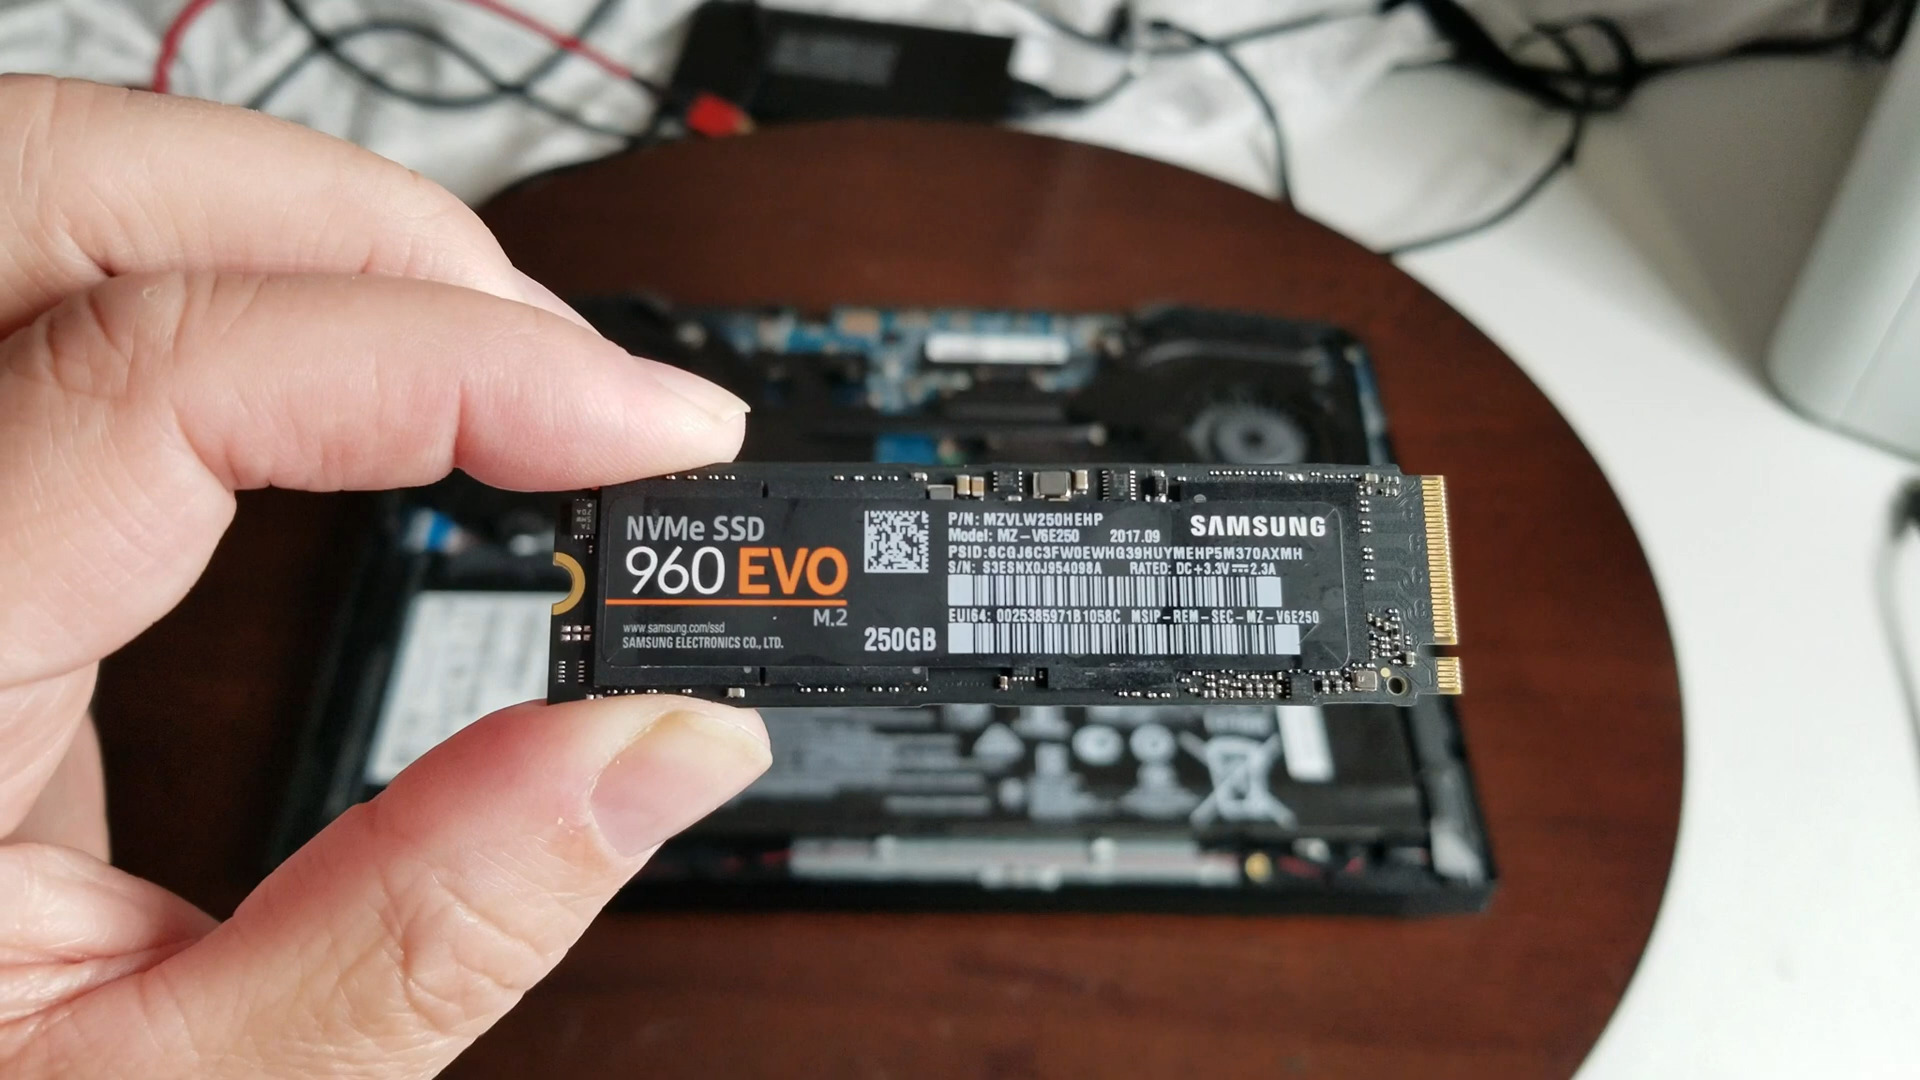 NVMe SSD
960 EVO
M.2
www.samsung.com/ssd
SAMSUNG ELECTRONICS CO., LTD.
250GB
P/N: MZVLW250HEHP
Model: MZ-V6E250 2017.09
SAMSUNG
PSID:6CGJ6C3FW0EWHG39HUYMEHP5M370AXMH
S/N: S3ESNX0J954098A RATED: DC+3.3V 2.3A
EUI64: 0025385971B1058C MSIP-REM-SEC-MZ-V6E250